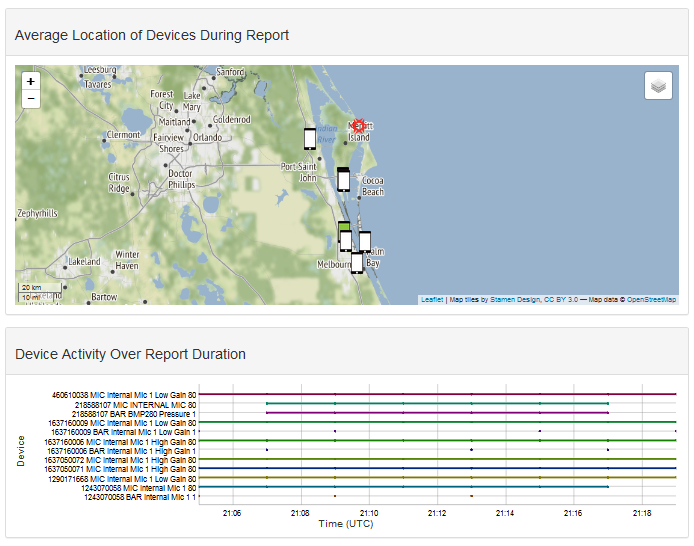 Average Location of Devices During Report
+
−
Leesburg
Tavares
Sanford
Forest City
Lake Mary
Maitland
Goldenrod
Clermont
Fairview Shores
Orlando
Indian River
Island
Port Saint John
Citrus Ridge
Doctor Phillips
Cocoa Beach
Zephyrhills
Winter Haven
Lakeland
Bartow
Melbourn
alm Bay
20 km
10 mi
Leaflet | Map tiles by Stamen Design, CC BY 3.0 — Map data © OpenStreetMap
Device Activity Over Report Duration
Device
460610038 MIC Internal Mic 1 Low Gain 80
218588107 MIC INTERNAL MIC 80
218588107 BAR BMP280 Pressure 1
1637160009 MIC Internal Mic 1 Low Gain 80
1637160009 BAR Internal Mic 1 Low Gain 1
1637160006 MIC Internal Mic 1 High Gain 80
1637160006 BAR Internal Mic 1 High Gain 1
1637050072 MIC Internal Mic 1 High Gain 80
1637050071 MIC Internal Mic 1 High Gain 80
1290171668 MIC Internal Mic 1 Low Gain 80
1243070058 MIC Internal Mic 1 80
1243070058 BAR Internal Mic 1 1
21:06 21:08 21:10 21:12 21:14 21:16 21:18
Time (UTC)